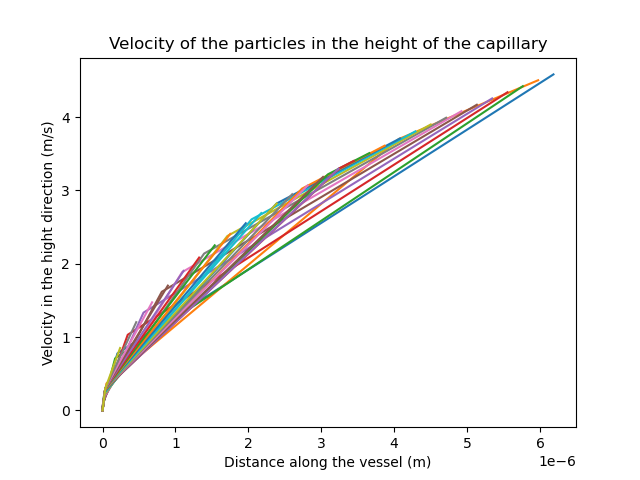 Velocity of the particles in the height of the capillary
Velocity in the hight direction (m/s)
4
3
2
1
0
0 1 2 3 4 5 6
1e−6
Distance along the vessel (m)